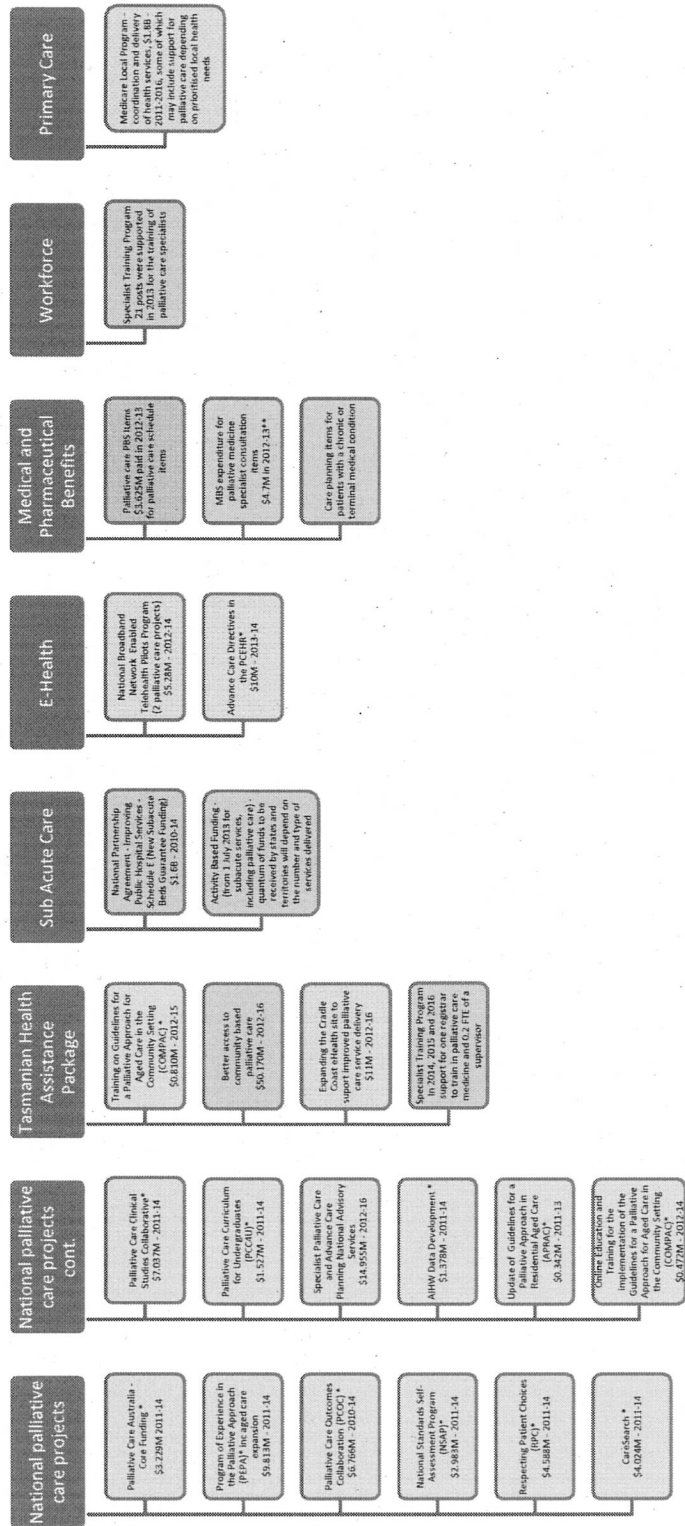 National palliative
care projects
Palliative Care Australia -
Core Funding *
$3.229M 2011-14
Program of Experience in
the Palliative Approach
(PEPA)* inc aged care
expansion
$9.813M - 2011-14
Palliative Care Outcomes
Collaboration (PCOC) *
$6.766M - 2010-14
National Standards Self-
Assessment Program
(NSAP)*
$2.983M - 2011-14
Respecting Patient Choices
(RPC)*
$4.588M - 2011-14
CareSearch *
$4.024M - 2011-14
National palliative
care projects
cont.
Palliative Care Clinical
Studies Collaborative*
$7.037M - 2011-14
Palliative Care Curriculum
for Undergraduates
(PCC4U)*
$1.527M - 2011-14
Specialist Palliative Care
and Advance Care
Planning National Advisory
Services
$14.955M - 2012-16
AIHW Data Development *
$1.378M - 2011-14
Update of Guidelines for a
Palliative Approach in
Residential Aged Care
(APRAC)*
$0.342M - 2011-13
Online Education and
Training for the
implementation of the
Guidelines for a Palliative
Approach for Aged Care in
the Community Setting
(COMPAC)*
$0.472M - 2012-14
Tasmanian Health
Assistance
Package
Training on Guidelines for
a Palliative Approach for
Aged Care in the
Community Setting
(COMPAC) *
$0.810M - 2012-15
Better access to
community based
palliative care
$50.170M - 2012-16
Expanding the Cradle
Coast eHealth site to
suport improved palliative
care service delivery
$11M - 2012-16
Specialist Training Program
In 2014, 2015 and 2016
support for one registrar
to train in palliative care
medicine and 0.2 FTE of a
supervisor
Sub Acute Care
National Partnership
Agreement - Improving
Public Hospital Services -
Schedule E (New Subacute
Beds Guarantee Funding)
$1.6B - 2010-14
Activity Based Funding -
(from 1 July 2013 for
subacute services,
including palliative care) -
quantum of funds to be
received by states and
territories will depend on
the number and type of
services delivered
E-Health
National Broadband
Network Enabled
Telehealth Pilots Program
(2 palliative care projects)
$5.28M - 2012-14
Advance Care Directives in
the PCEHR*
$10M - 2013-14
Medical and
Pharmaceutical
Benefits
Palliative care PBS Items
$3.625M paid in 2012-13
for palliative care schedule
items
MBS expenditure for
palliative medicine
specialist consultation
items
$4.7M in 2012-13**
Care planning items for
patients with a chronic or
terminal medical condition
Workforce
Specialist Training Program
21 posts were supported
in 2013 for the training of
palliative care specialists
Primary Care
Medicare Local Program -
coordination and delivery
of health services, $1.8B -
2011-2016, some of which
may include support for
palliative care depending
on prioritised local health
needs